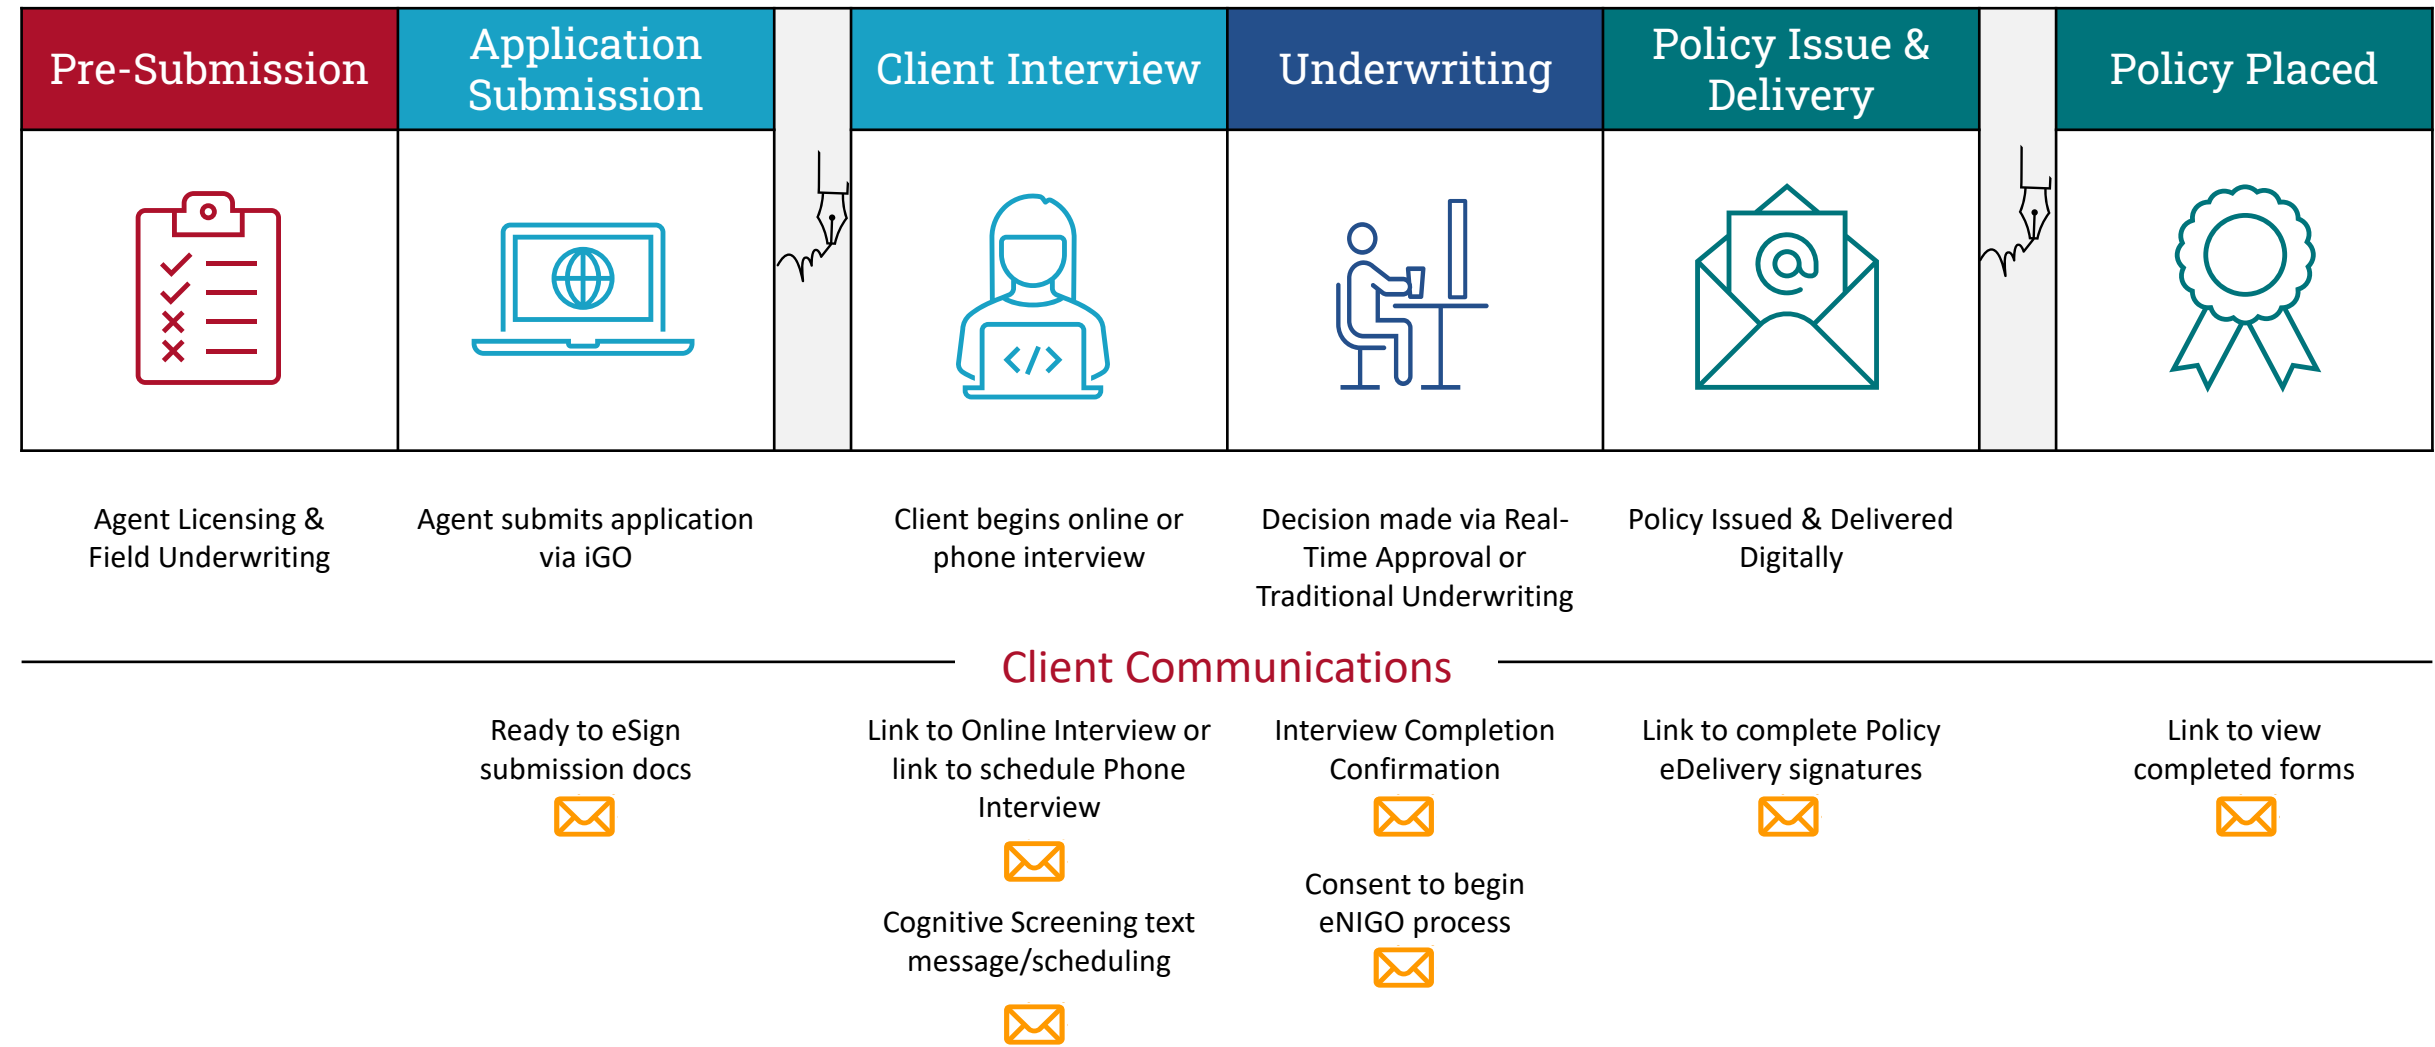 Pre-Submission
Application
Submission
Client Interview
Underwriting
Policy Issue &
Delivery
Policy Placed
</>
@
Agent Licensing &
Field Underwriting
Agent submits application
via iGO
Client begins online or
phone interview
Decision made via Real-
Time Approval or
Traditional Underwriting
Policy Issued & Delivered
Digitally
Client Communications
Ready to eSign
submission docs
Link to Online Interview or
link to schedule Phone
Interview
Cognitive Screening text
message/scheduling
Interview Completion
Confirmation
Consent to begin
eNIGO process
Link to complete Policy
eDelivery signatures
Link to view
completed forms